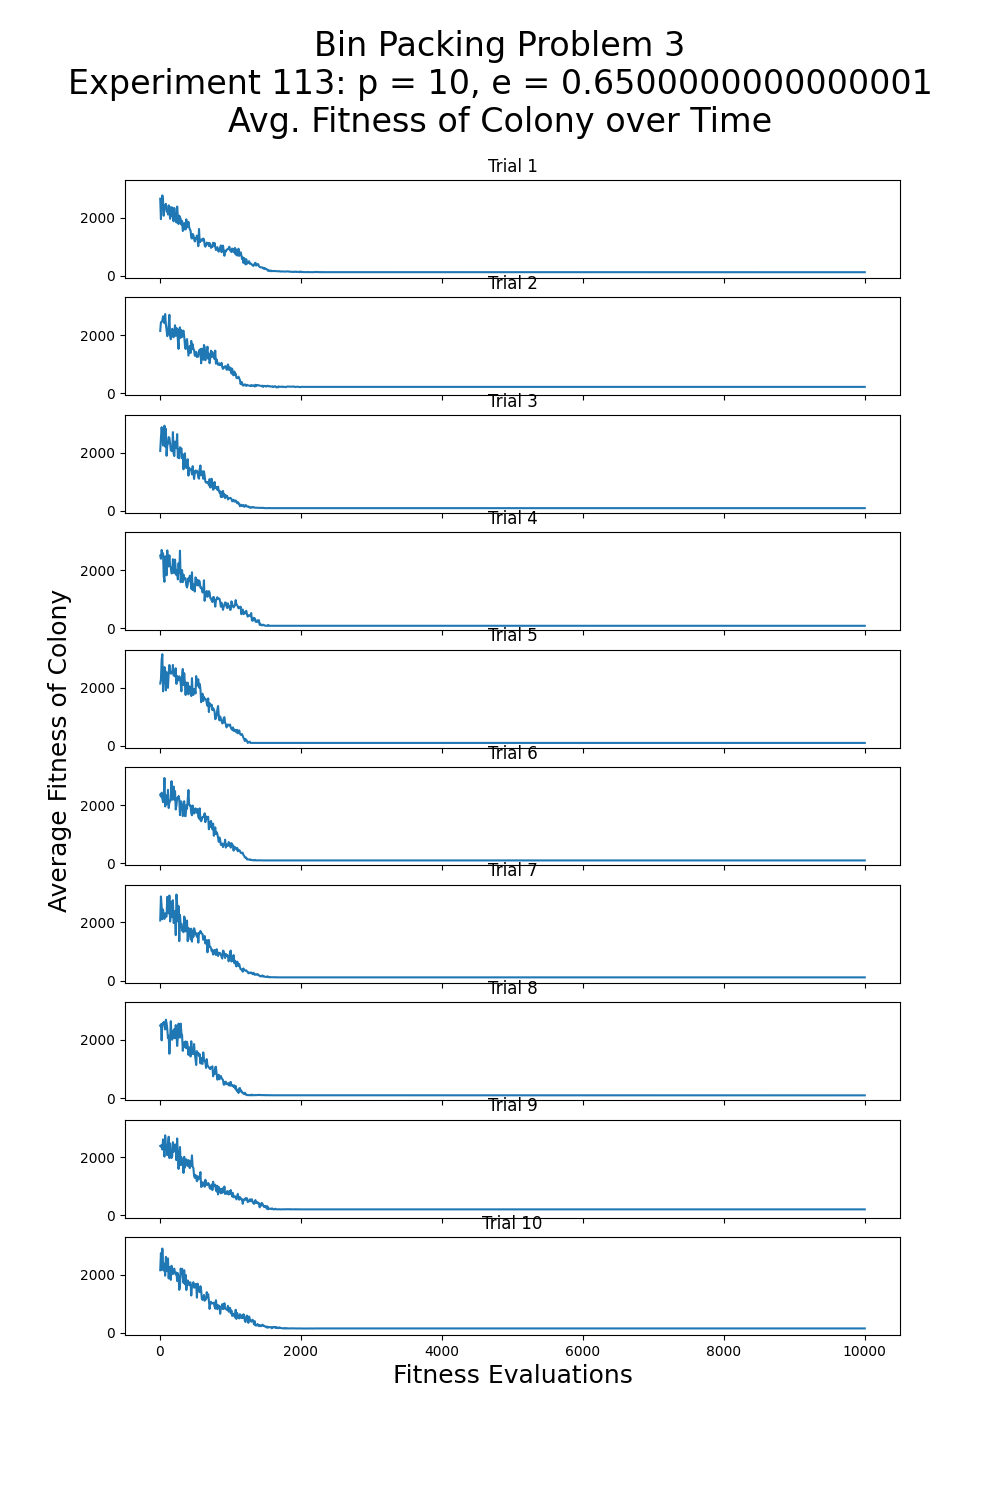 Bin Packing Problem 3
Experiment 113: p = 10, e = 0.6500000000000001
Avg. Fitness of Colony over Time
Trial 1
2000
0
Trial 2
2000
0
Trial 3
2000
0
Trial 4
2000
0
Trial 5
2000
0
Trial 6
2000
0
Trial 7
2000
0
Trial 8
2000
0
Trial 9
2000
0
Trial 10
2000
0
0 2000 4000 6000 8000 10000
Fitness Evaluations
Average Fitness of Colony